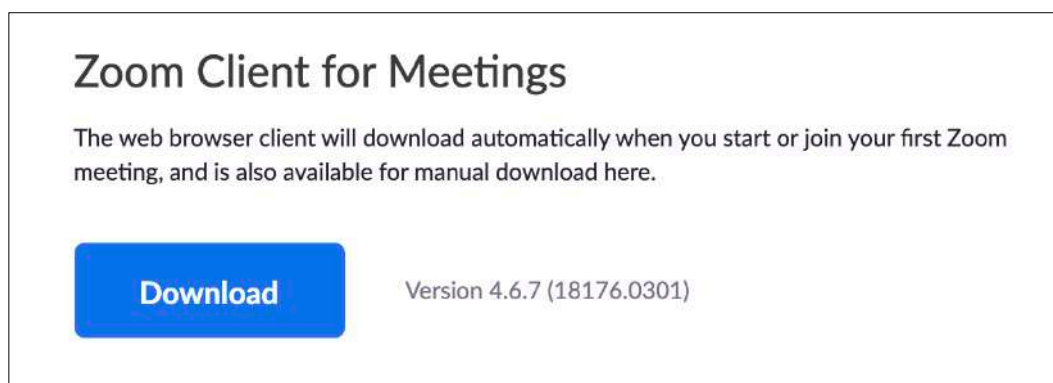 Zoom Client for Meetings
The web browser client will download automatically when you start or join your first Zoom
meeting, and is also available for manual download here.
Download
Version 4.6.7 (18176.0301)